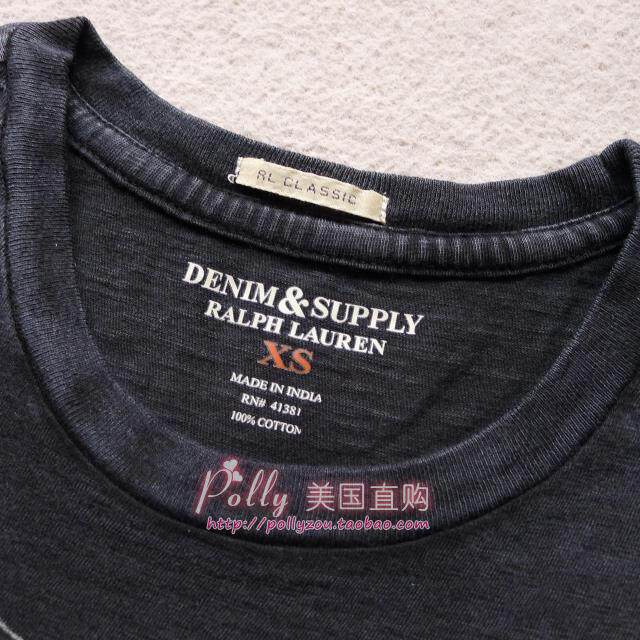 RL CLASSIC
DENIM & SUPPLY
RALPH LAUREN
XS
MADE IN INDIA
RN# 41381
100% COTTON
Polly 美国直购
http://pollyzou.taobao.com